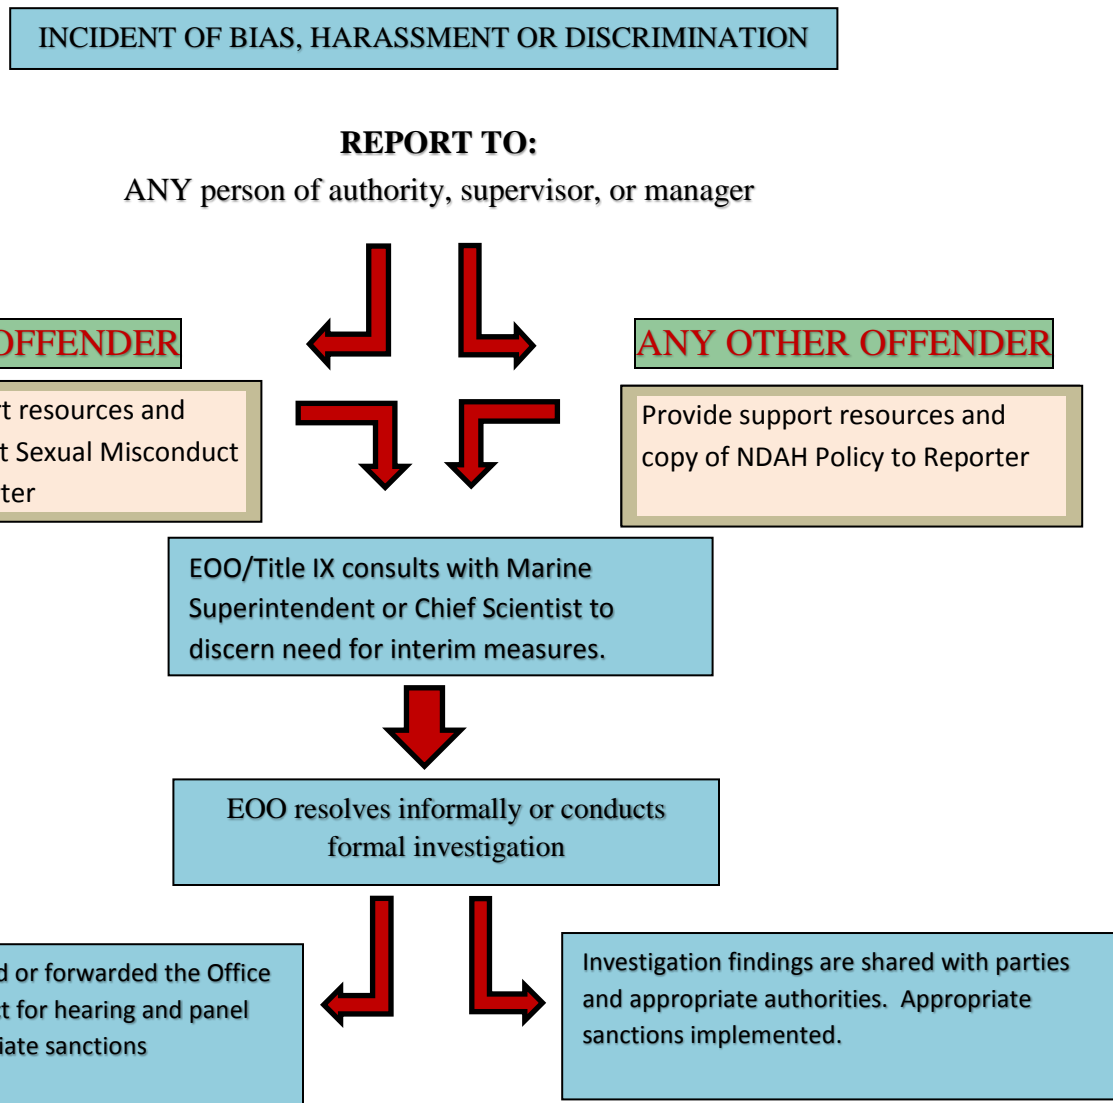 INCIDENT OF BIAS, HARASSMENT OR DISCRIMINATION
REPORT TO:
ANY person of authority, supervisor, or manager
OFFENDER
ANY OTHER OFFENDER
rt resources and
t Sexual Misconduct
ter
Provide support resources and
copy of NDAH Policy to Reporter
EOO/Title IX consults with Marine
Superintendent or Chief Scientist to
discern need for interim measures.
EOO resolves informally or conducts
formal investigation
d or forwarded the Office
ct for hearing and panel
iate sanctions
Investigation findings are shared with parties
and appropriate authorities.  Appropriate
sanctions implemented.